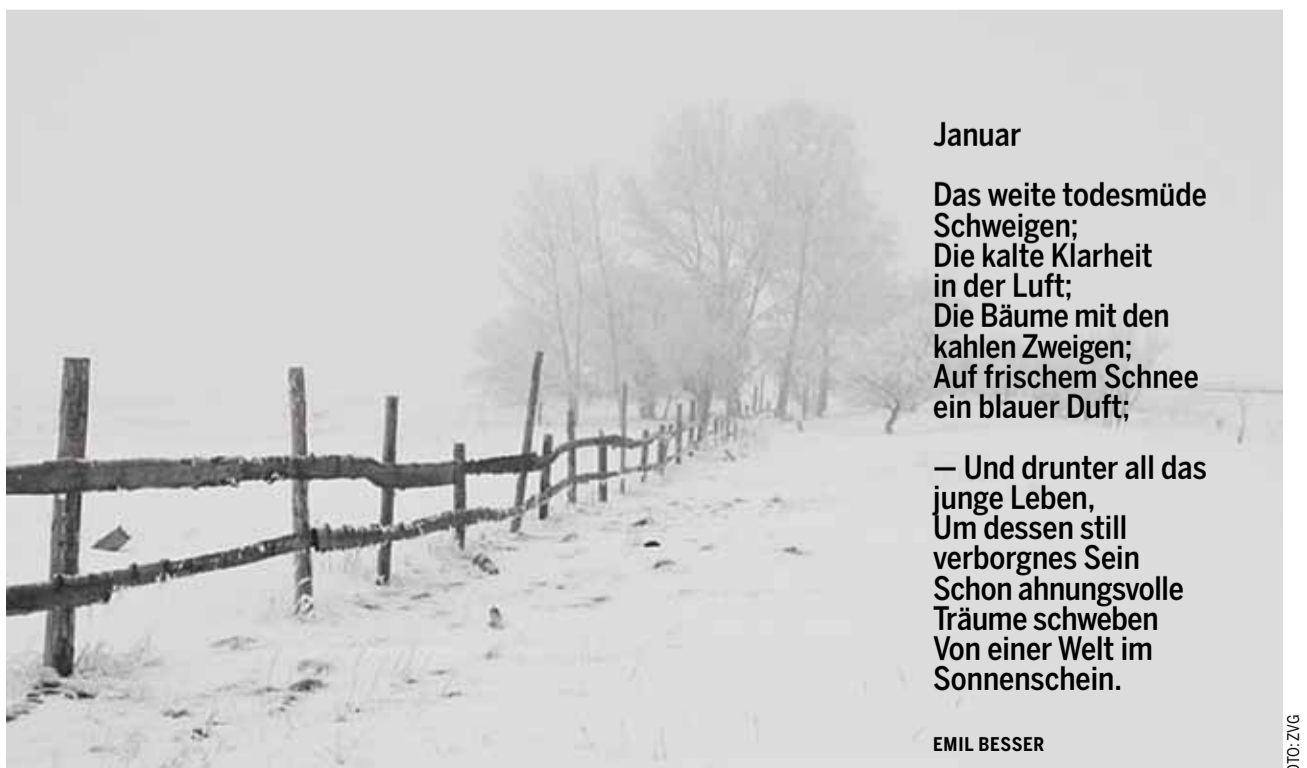 Januar
Das weite todesmüde
Schweigen;
Die kalte Klarheit
in der Luft;
Die Bäume mit den
kahlen Zweigen;
Auf frischem Schnee
ein blauer Duft;
— Und drunter all das
junge Leben,
Um dessen still
verborgnes Sein
Schon ahnungsvolle
Träume schweben
Von einer Welt im
Sonnenschein.
EMIL BESSER
OTO: ZVG